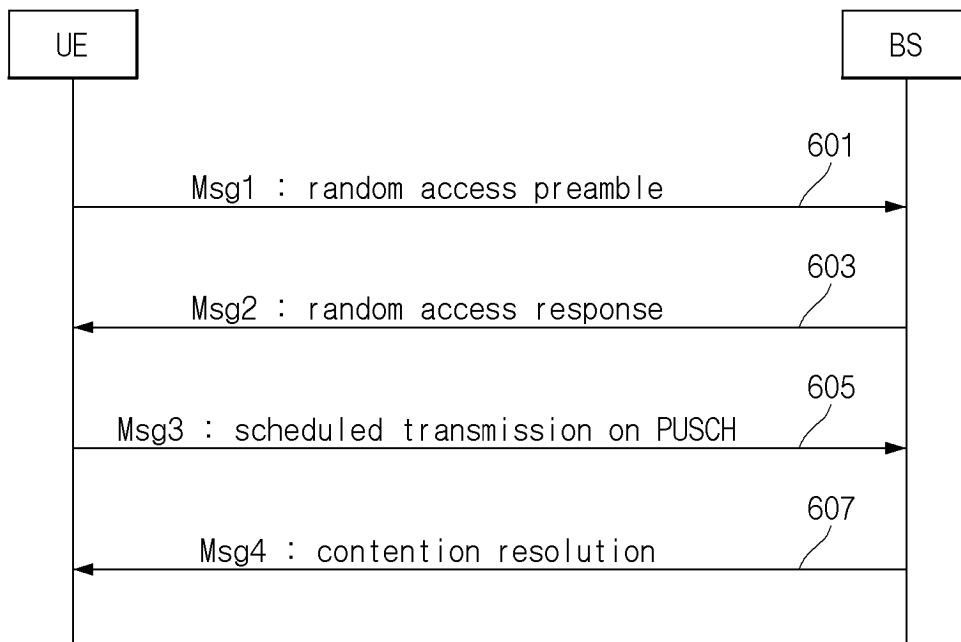 UE
BS
601
Msg1 : random access preamble
603
Msg2 : random access response
605
Msg3 : scheduled transmission on PUSCH
607
Msg4 : contention resolution